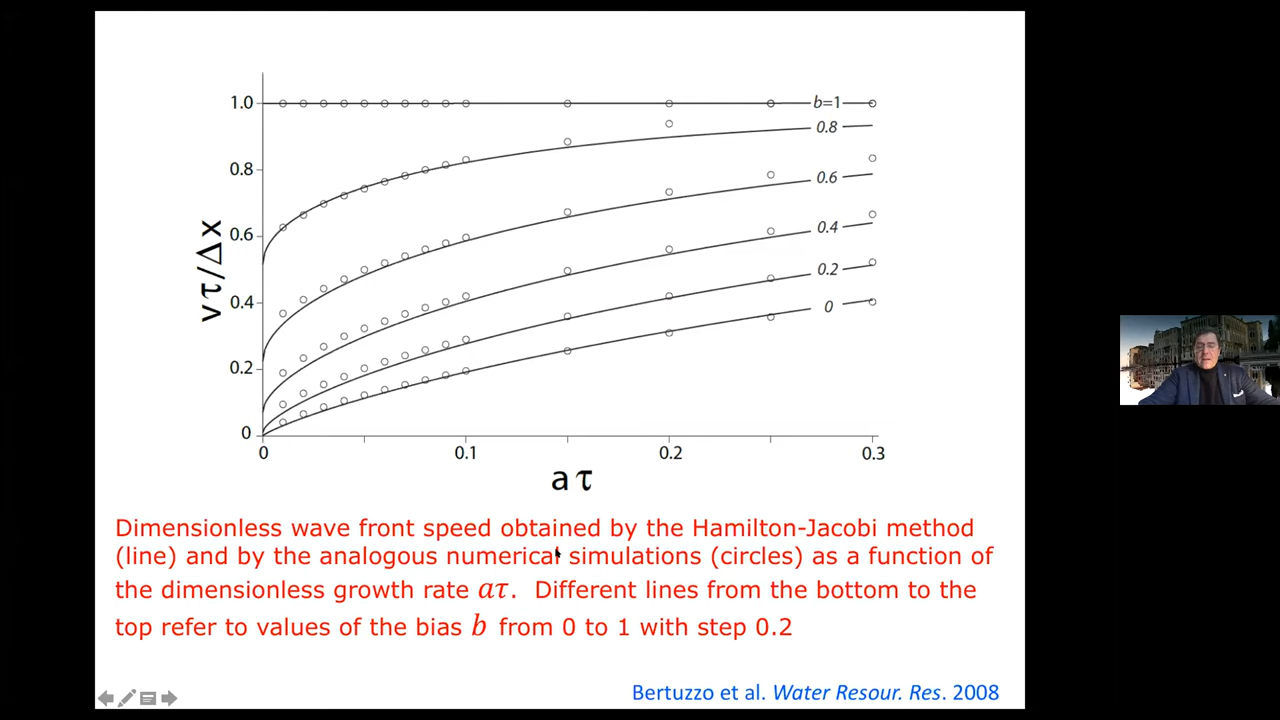 1.0
0.8
0.6
0.4
0.2
0
vτ/Δx
b=1
0.8
0.6
0.4
0.2
0
0
0.1
0.2
0.3
aτ
Dimensionless wave front speed obtained by the Hamilton-Jacobi method
(line) and by the analogous numerical simulations (circles) as a function of
the dimensionless growth rate aτ. Different lines from the bottom to the
top refer to values of the bias b from 0 to 1 with step 0.2
Bertuzzo et al. Water Resour. Res. 2008